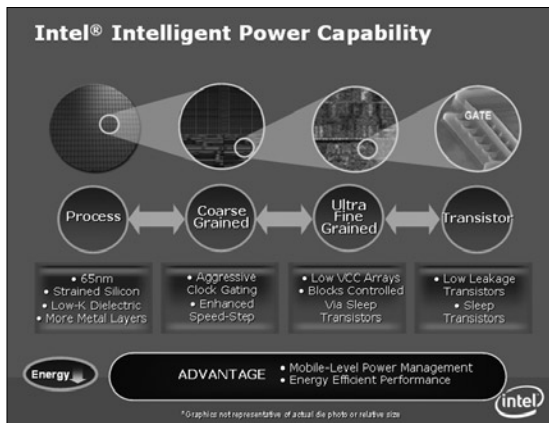 Intel® Intelligent Power Capability
GATE
Process
Coarse
Grained
Ultra
Fine
Grained
Transistor
• 65nm
• Strained Silicon
• Low-K Dielectric
• More Metal Layers
• Aggressive
Clock Gating
• Enhanced
Speed-Step
• Low VCC Arrays
• Blocks Controlled
Via Sleep
Transistors
• Low Leakage
Transistors
• Sleep
Transistors
Energy
ADVANTAGE
• Mobile-Level Power Management
• Energy Efficient Performance
*Graphics not representative of actual die photo or relative size
intel